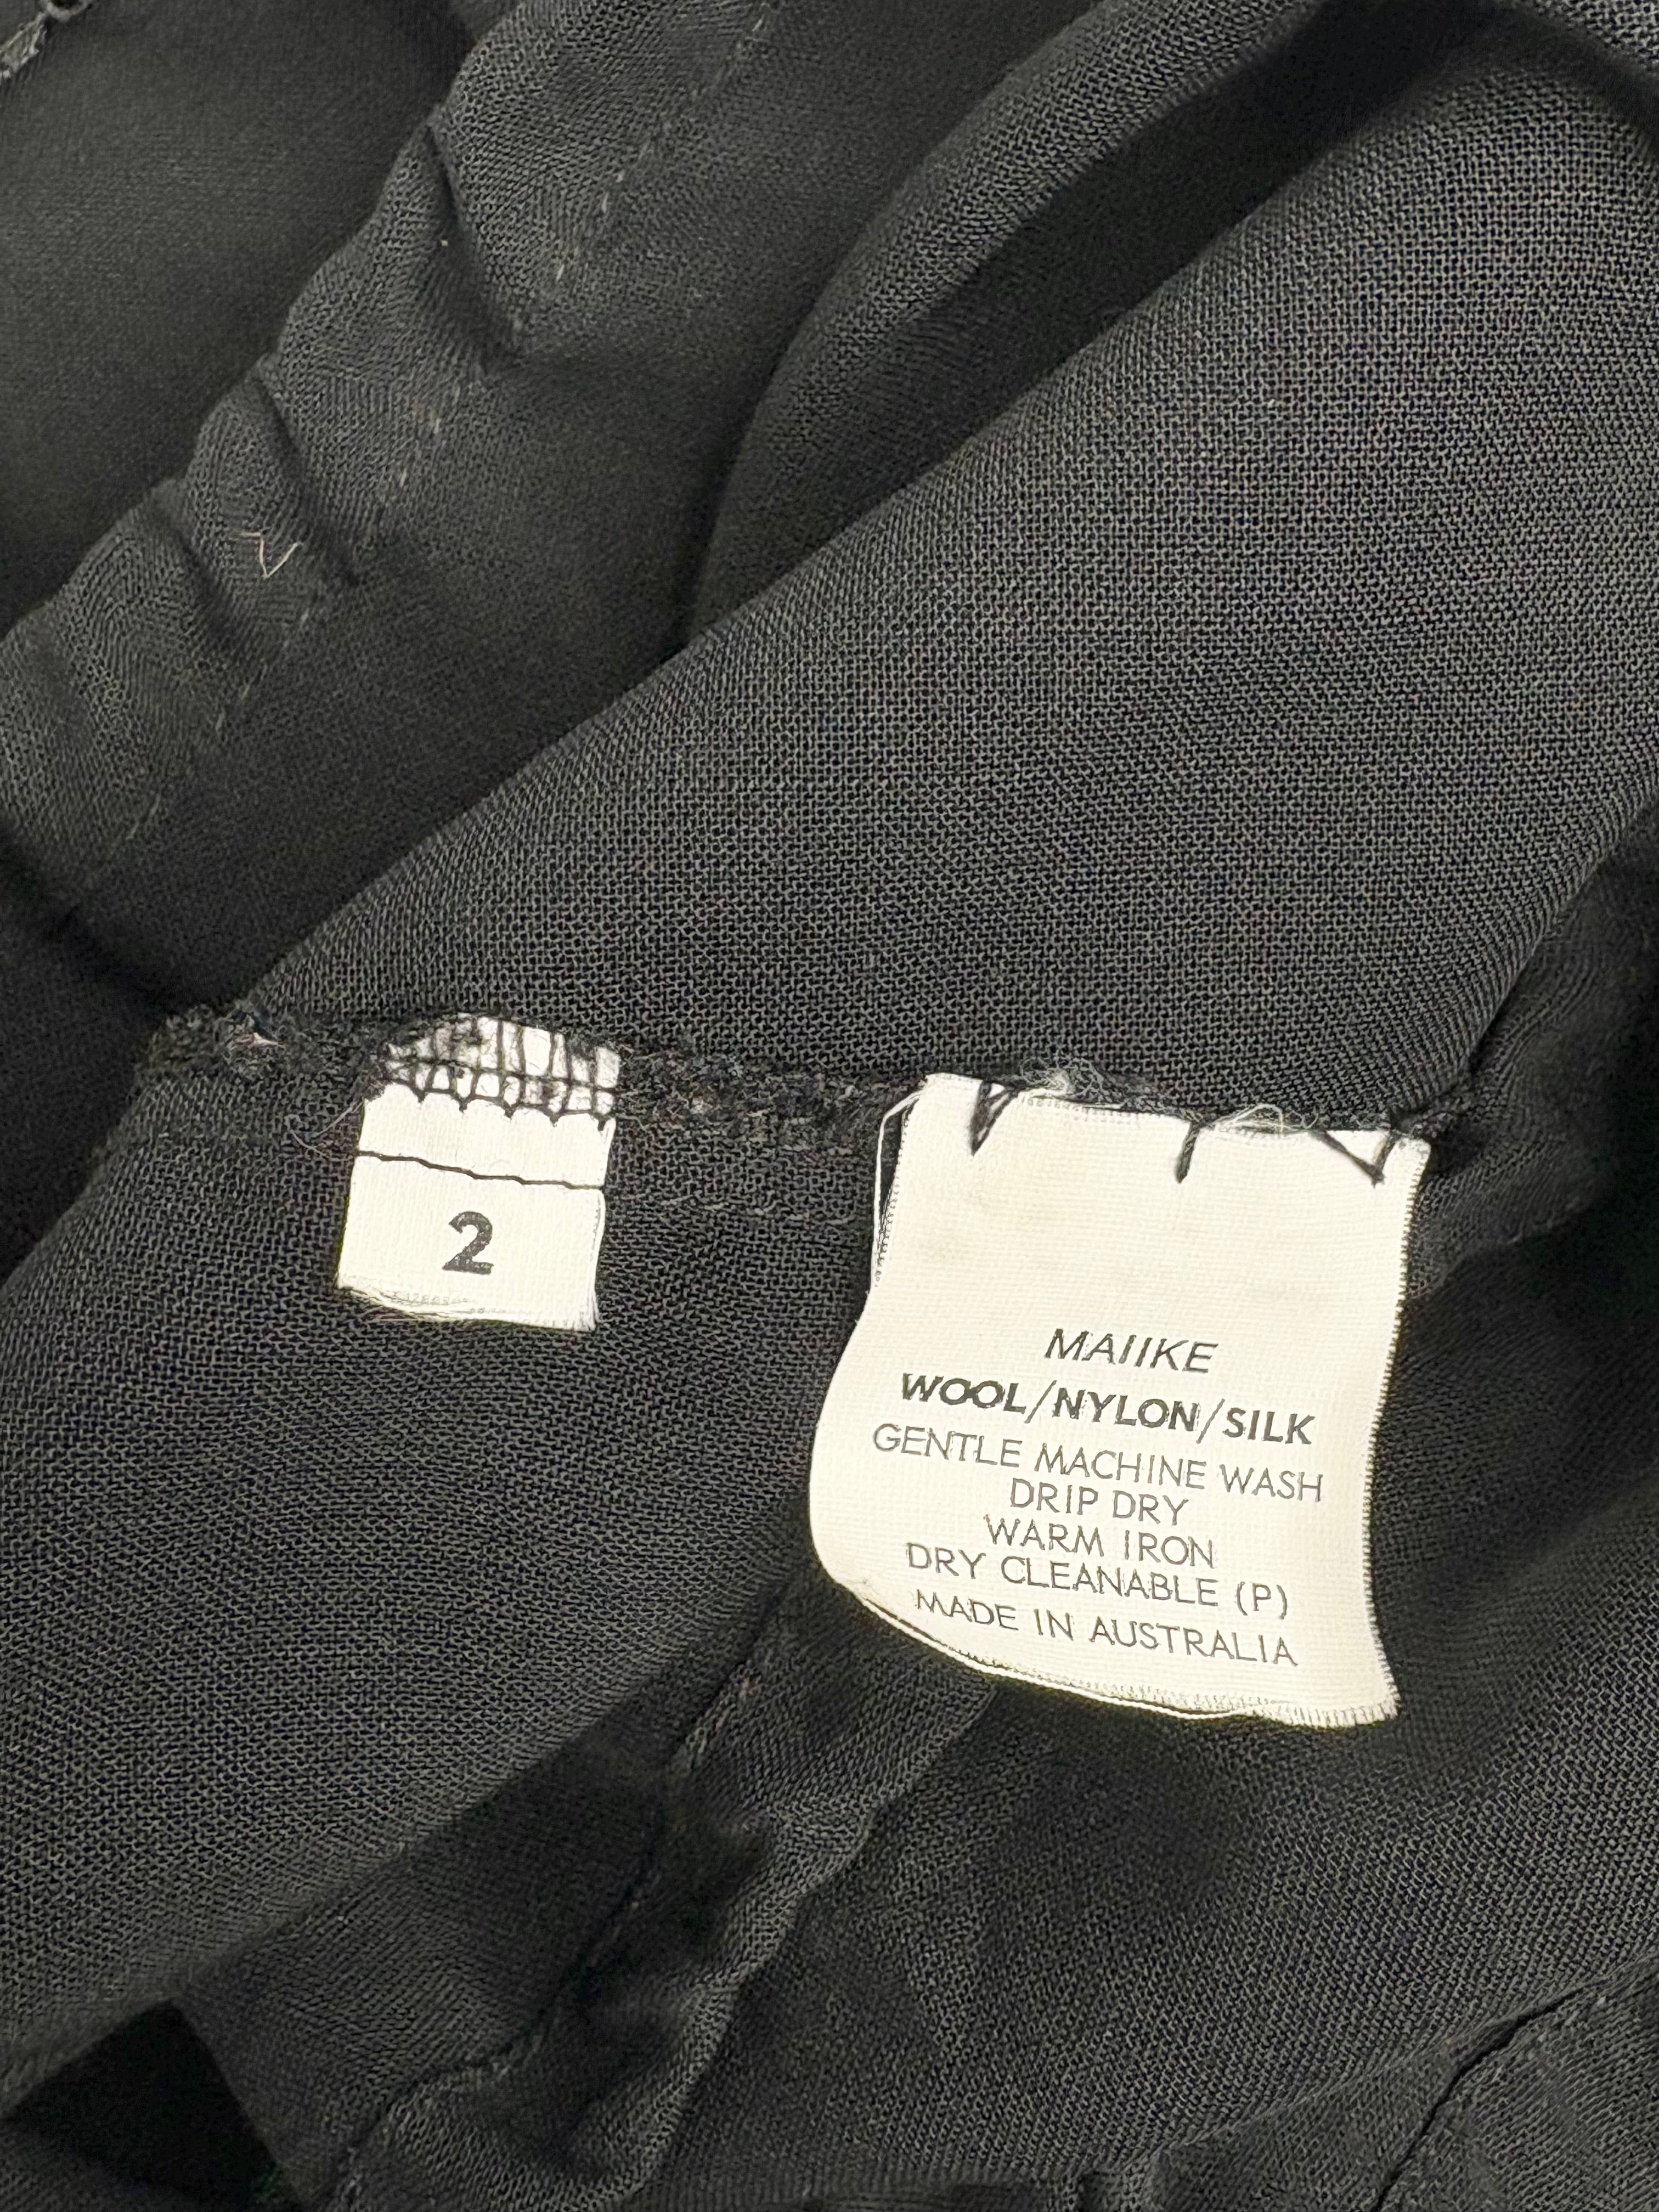 2
MAIIKE
WOOL/NYLON/SILK
GENTLE MACHINE WASH
DRIP DRY
WARM IRON
DRY CLEANABLE (P)
MADE IN AUSTRALIA